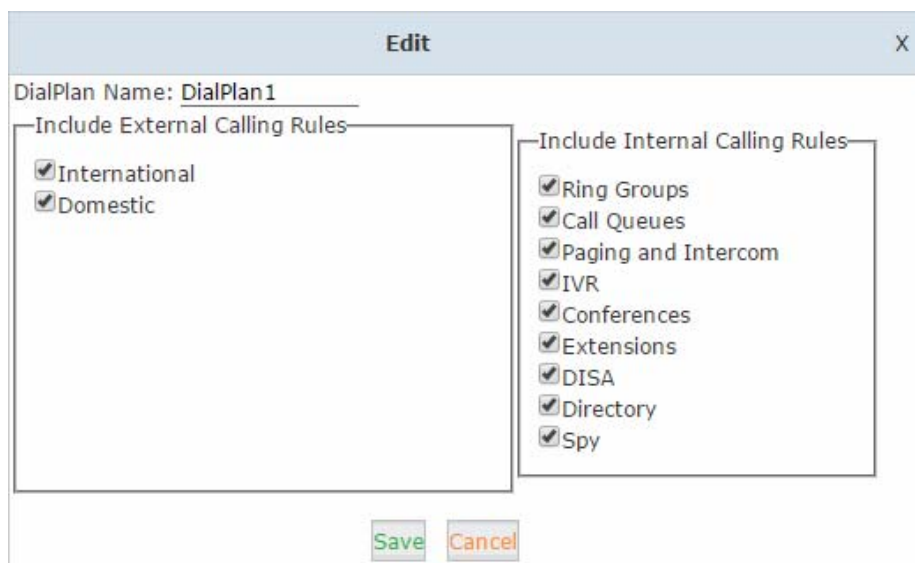 Edit X
DialPlan Name: DialPlan1
Include External Calling Rules
International
Domestic
Include Internal Calling Rules
Ring Groups
Call Queues
Paging and Intercom
IVR
Conferences
Extensions
DISA
Directory
Spy
Save Cancel